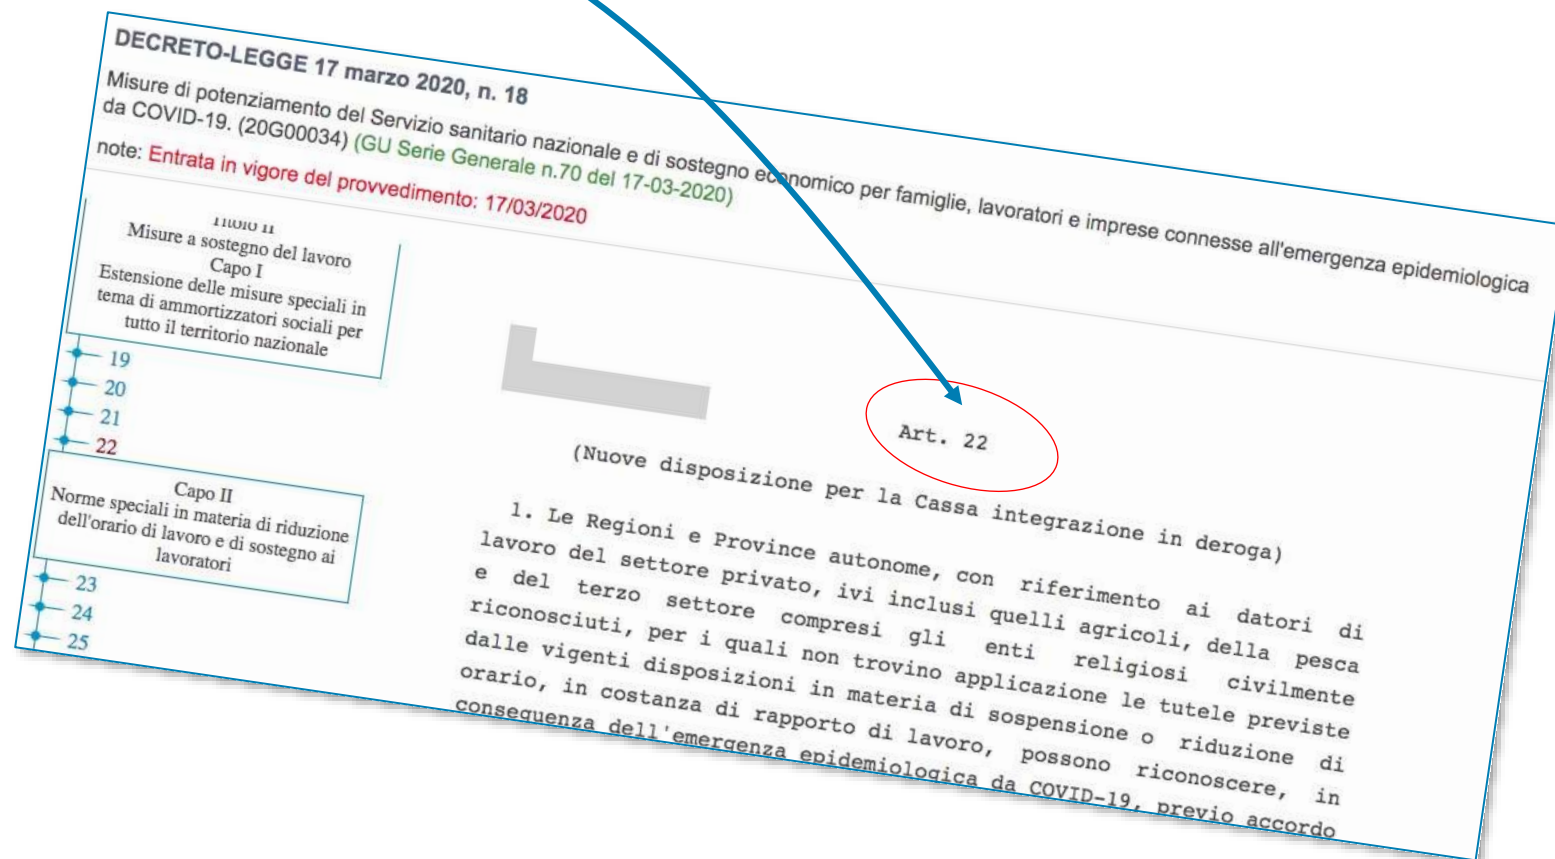 DECRETO-LEGGE 17 marzo 2020, n. 18
Misure di potenziamento del Servizio sanitario nazionale e di sostegno economico per famiglie, lavoratori e imprese connesse all'emergenza epidemiologica
da COVID-19. (20G00034) (GU Serie Generale n.70 del 17-03-2020)
note: Entrata in vigore del provvedimento: 17/03/2020
Titolo II
Misure a sostegno del lavoro
Capo I
Estensione delle misure speciali in
tema di ammortizzatori sociali per
tutto il territorio nazionale
19
20
21
22
Capo II
Norme speciali in materia di riduzione
dell'orario di lavoro e di sostegno ai
lavoratori
23
24
25
Art. 22
(Nuove disposizione per la Cassa integrazione in deroga)
1. Le Regioni e Province autonome, con riferimento ai datori di
lavoro del settore privato, ivi inclusi quelli agricoli, della pesca
e del terzo settore compresi gli enti religiosi civilmente
riconosciuti, per i quali non trovino applicazione le tutele previste
dalle vigenti disposizioni in materia di sospensione o riduzione di
orario, in costanza di rapporto di lavoro, possono riconoscere, in
conseguenza dell'emergenza epidemiologica da COVID-19, previo accordo